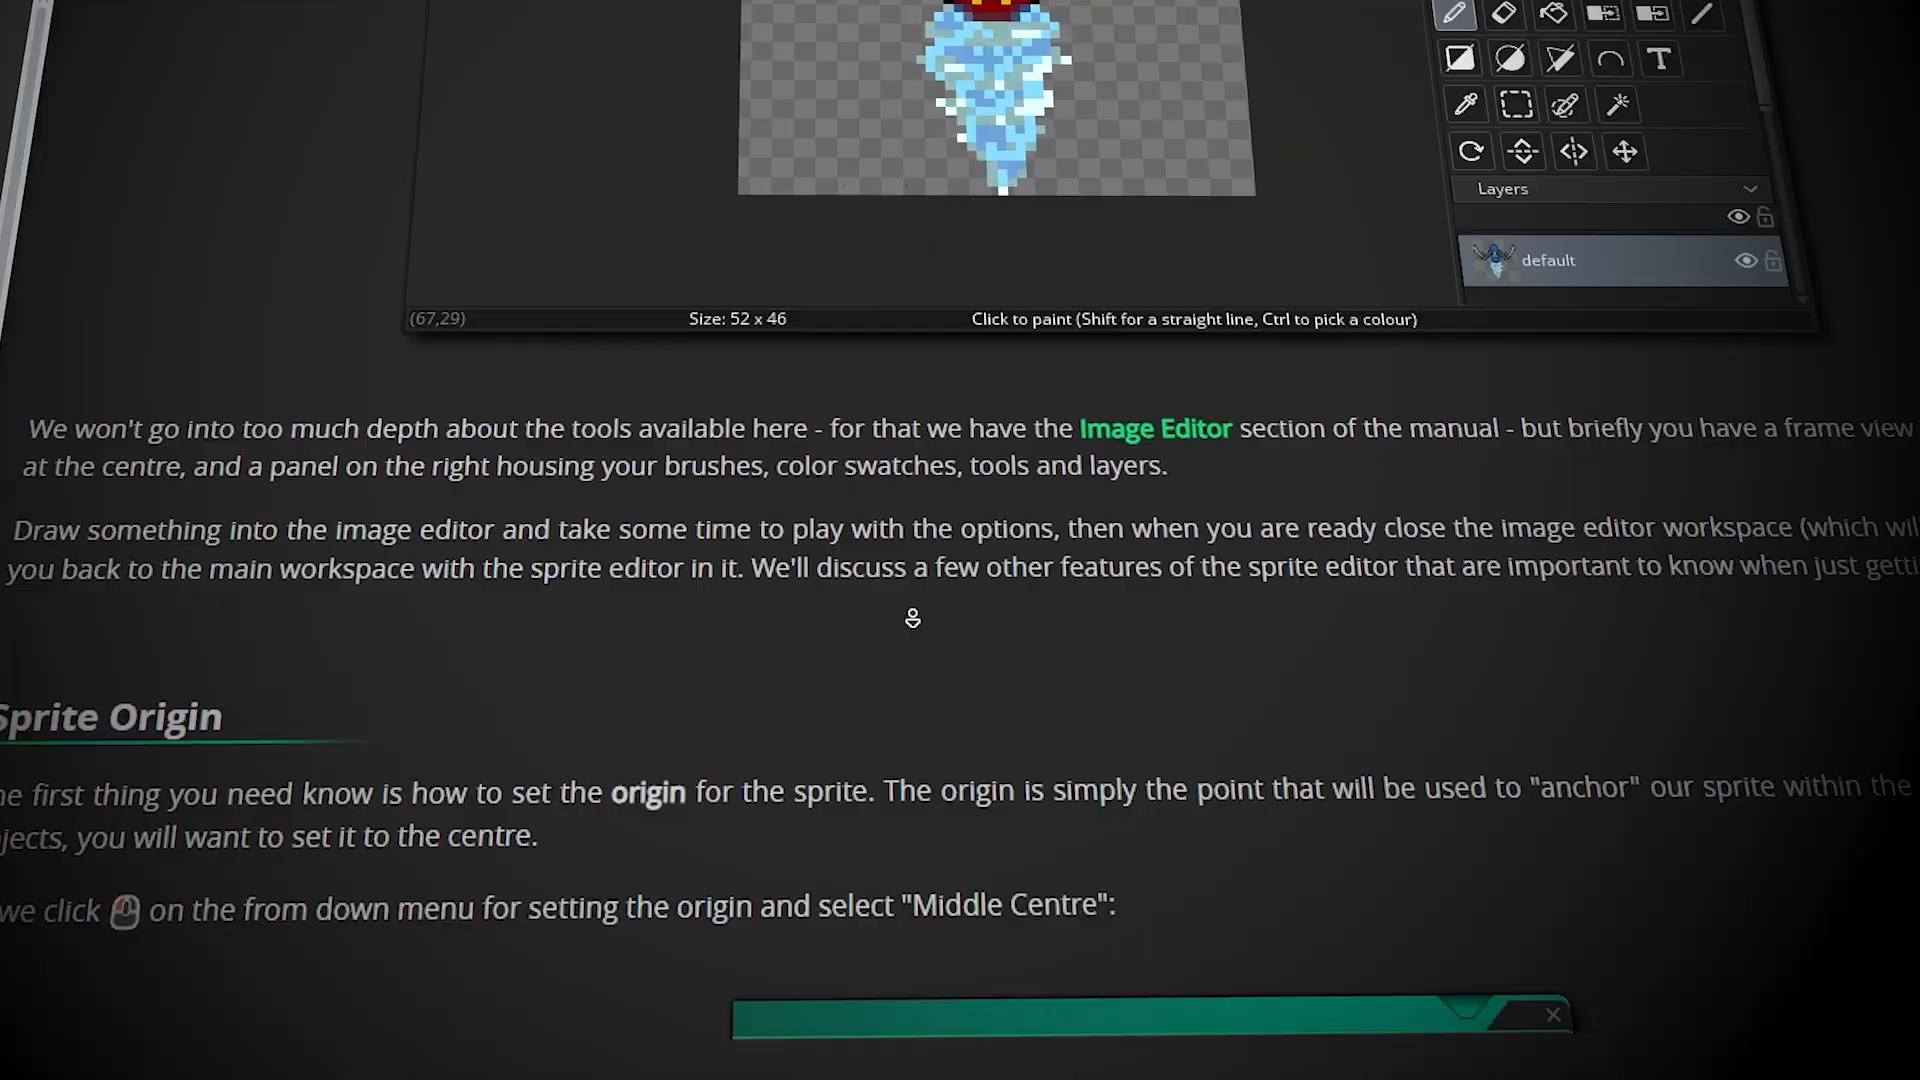 T
Layers
default
(67,29) Size: 52 x 46 Click to paint (Shift for a straight line, Ctrl to pick a colour)
We won't go into too much depth about the tools available here - for that we have the Image Editor section of the manual - but briefly you have a frame view
at the centre, and a panel on the right housing your brushes, color swatches, tools and layers.
Draw something into the image editor and take some time to play with the options, then when you are ready close the image editor workspace (which wil
you back to the main workspace with the sprite editor in it. We'll discuss a few other features of the sprite editor that are important to know when just getti
Sprite Origin
he first thing you need know is how to set the origin for the sprite. The origin is simply the point that will be used to "anchor" our sprite within the
jects, you will want to set it to the centre.
we click on the from down menu for setting the origin and select "Middle Centre":